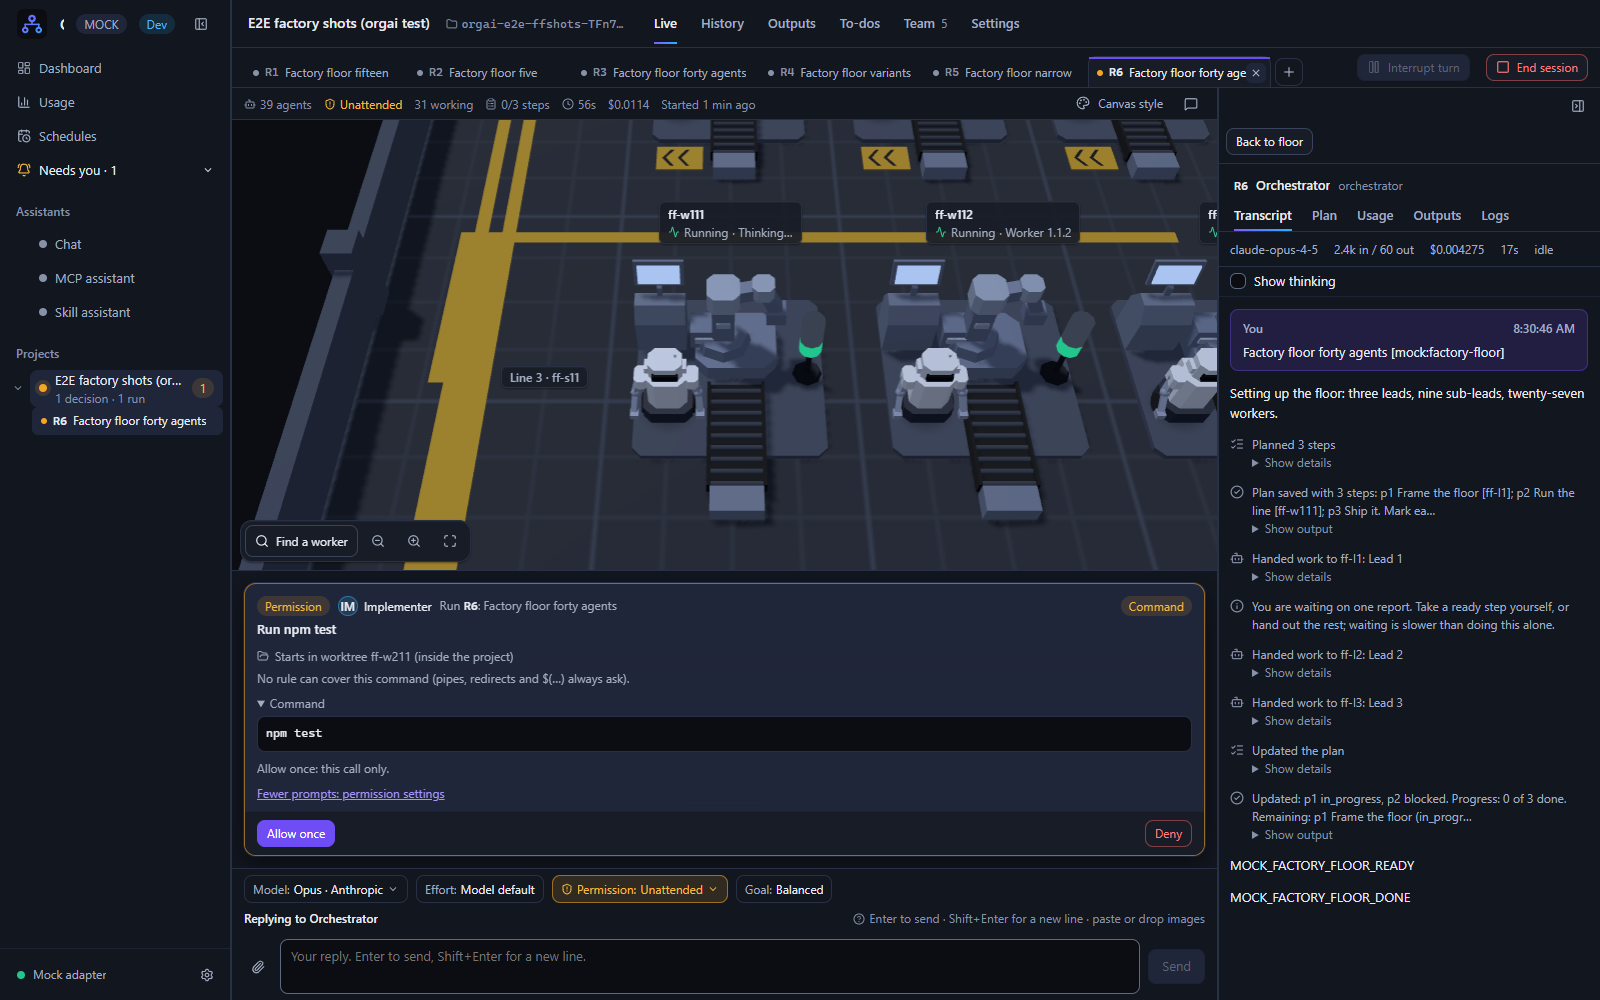 MOCK
Dev
Dashboard
Usage
Schedules
Needs you · 1
Assistants
Chat
MCP assistant
Skill assistant
Projects
E2E factory shots (or...
1 decision · 1 run
1
R6 Factory floor forty agents
Mock adapter
E2E factory shots (orgai test)
orgai-e2e-ffshots-TFn7...
Live
History
Outputs
To-dos
Team 5
Settings
R1 Factory floor fifteen
R2 Factory floor five
R3 Factory floor forty agents
R4 Factory floor variants
R5 Factory floor narrow
R6 Factory floor forty age
Interrupt turn
End session
39 agents
Unattended
31 working
0/3 steps
56s
$0.0114
Started 1 min ago
Canvas style
ff-w111
Running · Thinking...
ff-w112
Running · Worker 1.1.2
ff
Line 3 · ff-s11
Find a worker
Permission
IM Implementer Run R6: Factory floor forty agents
Command
Run npm test
Starts in worktree ff-w211 (inside the project)
No rule can cover this command (pipes, redirects and $(...) always ask).
Command
npm test
Allow once: this call only.
Fewer prompts: permission settings
Allow once
Deny
Model: Opus · Anthropic
Effort: Model default
Permission: Unattended
Goal: Balanced
Replying to Orchestrator
Enter to send · Shift+Enter for a new line · paste or drop images
Your reply. Enter to send, Shift+Enter for a new line.
Send
Back to floor
R6 Orchestrator orchestrator
Transcript
Plan
Usage
Outputs
Logs
claude-opus-4-5
2.4k in / 60 out
$0.004275
17s
idle
Show thinking
You
8:30:46 AM
Factory floor forty agents [mock:factory-floor]
Setting up the floor: three leads, nine sub-leads, twenty-seven
workers.
Planned 3 steps
Show details
Plan saved with 3 steps: p1 Frame the floor [ff-l1]; p2 Run the
line [ff-w111]; p3 Ship it. Mark ea...
Show output
Handed work to ff-l1: Lead 1
Show details
You are waiting on one report. Take a ready step yourself, or
hand out the rest; waiting is slower than doing this alone.
Handed work to ff-l2: Lead 2
Show details
Handed work to ff-l3: Lead 3
Show details
Updated the plan
Show details
Updated: p1 in_progress, p2 blocked. Progress: 0 of 3 done.
Remaining: p1 Frame the floor (in_progr...
Show output
MOCK_FACTORY_FLOOR_READY
MOCK_FACTORY_FLOOR_DONE